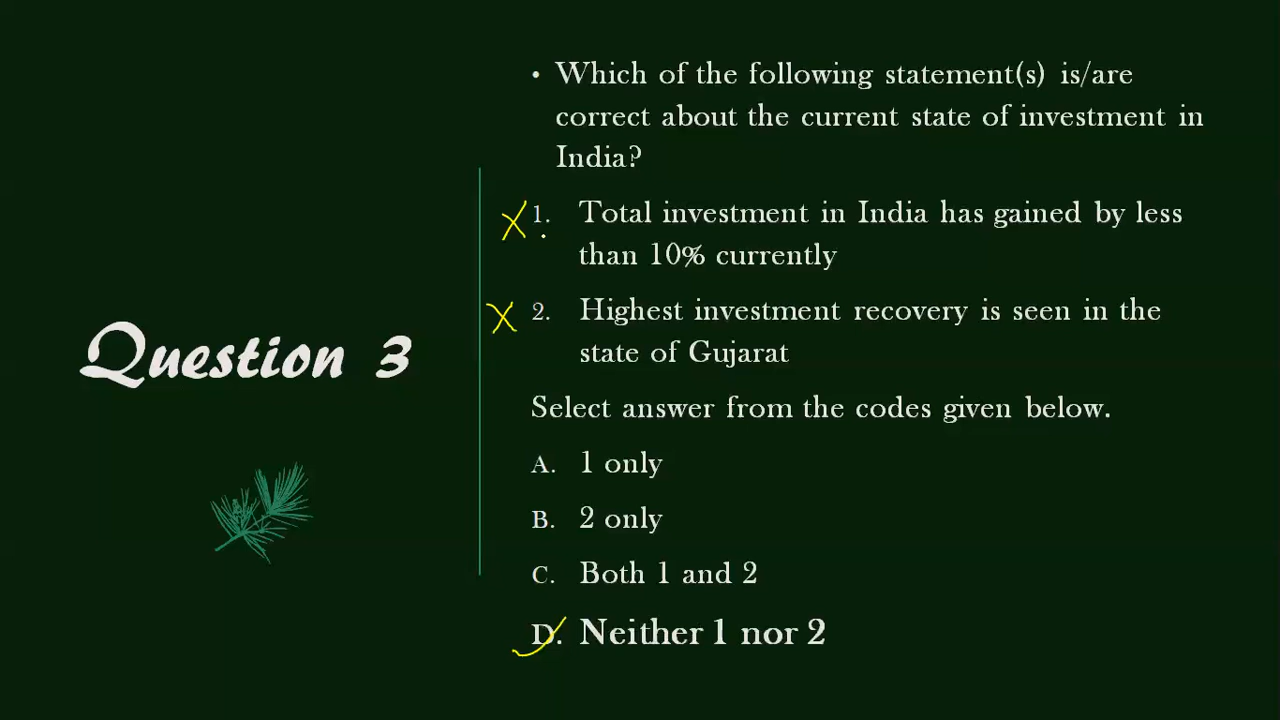 Question 3
• Which of the following statement(s) is/are
correct about the current state of investment in
India?
1. Total investment in India has gained by less
than 10% currently
2. Highest investment recovery is seen in the
state of Gujarat
Select answer from the codes given below.
A. 1 only
B. 2 only
C. Both 1 and 2
D. Neither 1 nor 2